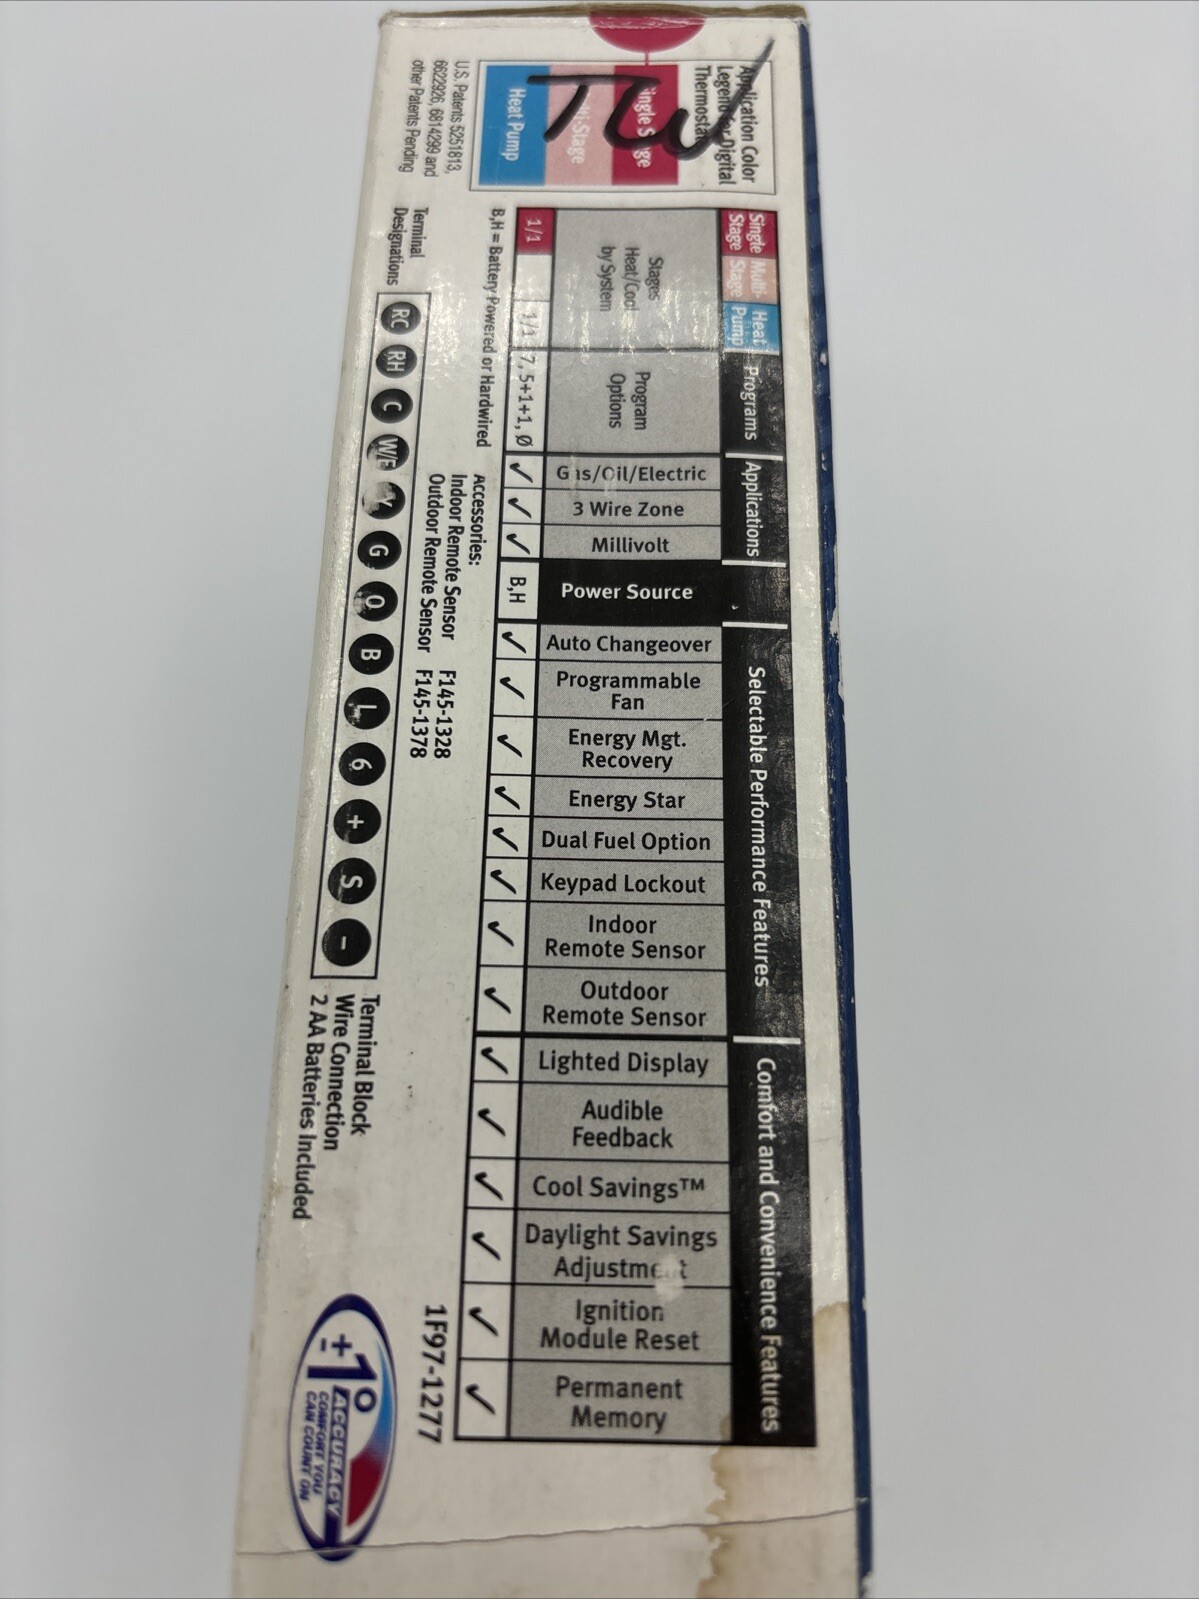 Application Color
Legend for Digital
Thermostats
Heat Pump
TW
U.S. Patents 5251813,
6622926, 6814299 and
other Patents Pending
Single Stage
Multi-Stage
Heat Pump
Programs
Applications
Selectable Performance Features
Comfort and Convenience Features
Stages
Heat/Cool
by System
Program
Options
Gas/Oil/Electric
3 Wire Zone
Millivolt
Power Source
Auto Changeover
Programmable
Fan
Energy Mgt.
Recovery
Energy Star
Dual Fuel Option
Keypad Lockout
Indoor
Remote Sensor
Outdoor
Remote Sensor
Lighted Display
Audible
Feedback
Cool Savings™
Daylight Savings
Adjustment
Ignition
Module Reset
Permanent
Memory
1/1 1/1 7, 5+1+1, Ø ✓ ✓ ✓ B,H ✓ ✓ ✓ ✓ ✓ ✓ ✓ ✓ ✓ ✓ ✓ ✓ ✓ ✓
B,H = Battery Powered or Hardwired
Accessories:
Indoor Remote Sensor F145-1328
Outdoor Remote Sensor F145-1378
1F97-1277
Terminal
Designations
RC RH C W/E Y G O B L 6 + S −
Terminal Block
Wire Connection
2 AA Batteries Included
+1°
−
ACCURACY
COMFORT YOU
CAN COUNT ON